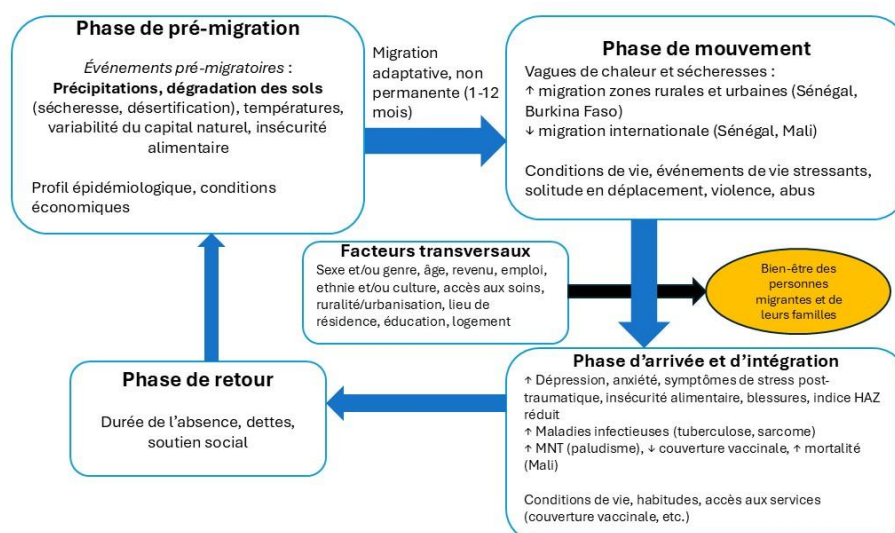 Phase de pré-migration
Événements pré-migratoires :
Précipitations, dégradation des sols
(sécheresse, désertification), températures,
variabilité du capital naturel, insécurité
alimentaire
Profil épidémiologique, conditions
économiques
Migration
adaptative, non
permanente (1-12
mois)
Phase de mouvement
Vagues de chaleur et sécheresses :
↑ migration zones rurales et urbaines (Sénégal,
Burkina Faso)
↓ migration internationale (Sénégal, Mali)
Conditions de vie, événements de vie stressants,
solitude en déplacement, violence, abus
Facteurs transversaux
Sexe et/ou genre, âge, revenu, emploi,
ethnie et/ou culture, accès aux soins,
ruralité/urbanisation, lieu de
résidence, éducation, logement
Bien-être des
personnes
migrantes et de
leurs familles
Phase de retour
Durée de l'absence, dettes,
soutien social
Phase d'arrivée et d'intégration
↑ Dépression, anxiété, symptômes de stress post-
traumatique, insécurité alimentaire, blessures, indice HAZ
réduit
↑ Maladies infectieuses (tuberculose, sarcome)
↑ MNT (paludisme), ↓ couverture vaccinale, ↑ mortalité
(Mali)
Conditions de vie, habitudes, accès aux services
(couverture vaccinale, etc.)